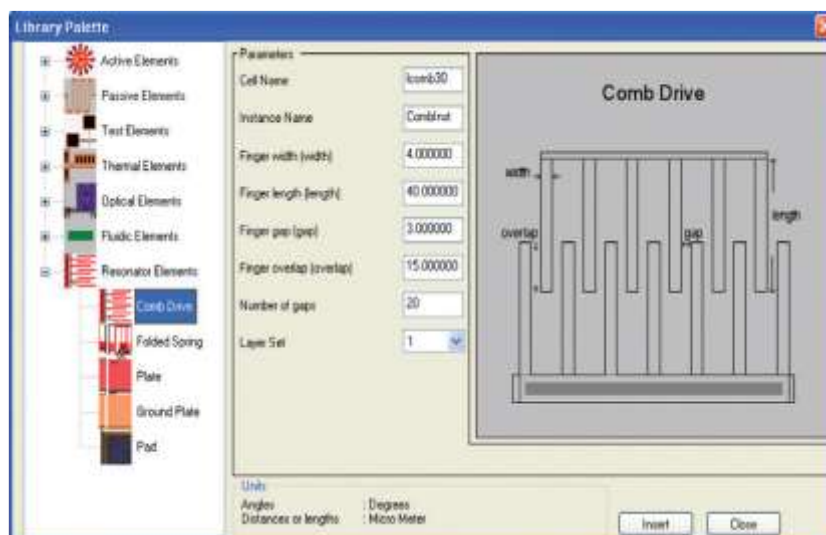 Library Palette
Active Elements
Passive Elements
Test Elements
Thermal Elements
Optical Elements
Fluidic Elements
Resonator Elements
Comb Drive
Folded Spring
Plate
Ground Plate
Pad
Parameters
Cell Name
Instance Name
Finger width (width) 4.000000
Finger length (length) 40.000000
Finger gap (gap) 3.000000
Finger overlap (overlap) 15.000000
Number of gaps 20
Layer Set 1
Comb Drive
width
length
overlap
gap
Units
Angles : Degrees
Distances or lengths : Micro Meter
Insert
Close